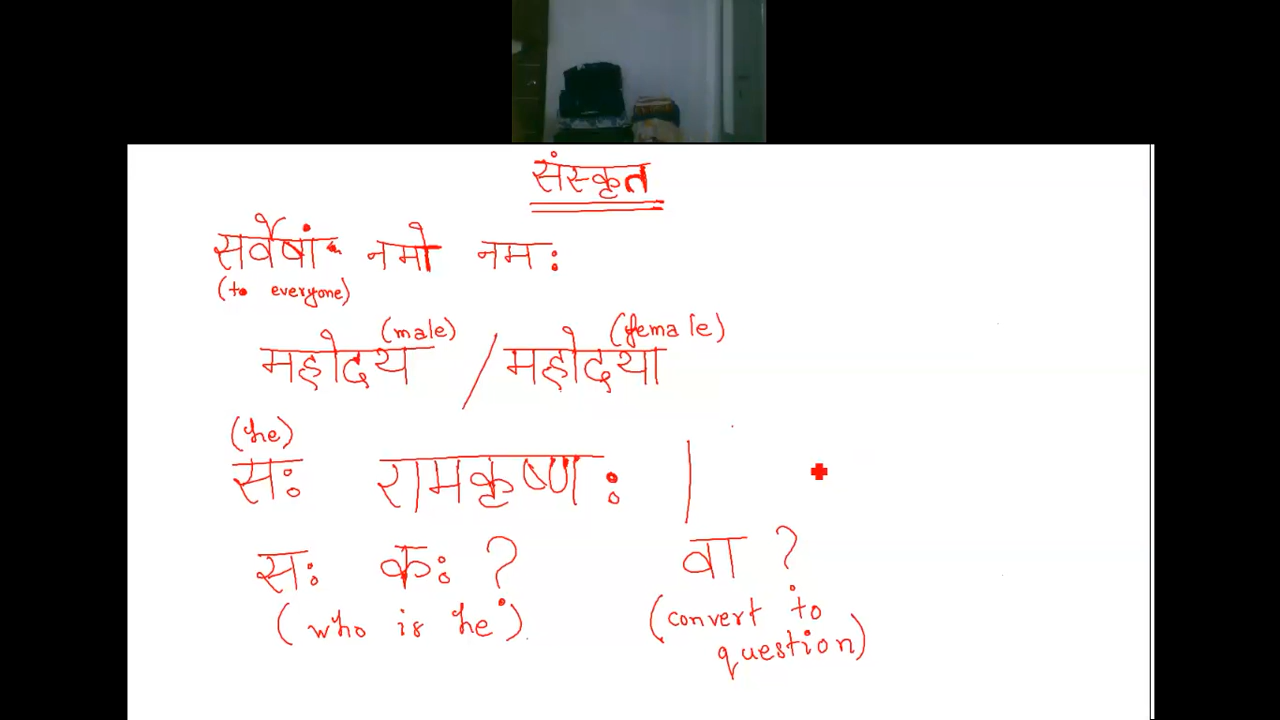 संस्कृत
सर्वेषां नमो नमः
(to everyone)
(male) (female)
महोदय / महोदया
(he)
सः रामकृष्णः |
सः कः ? वा ?
(who is he) (convert to
question)